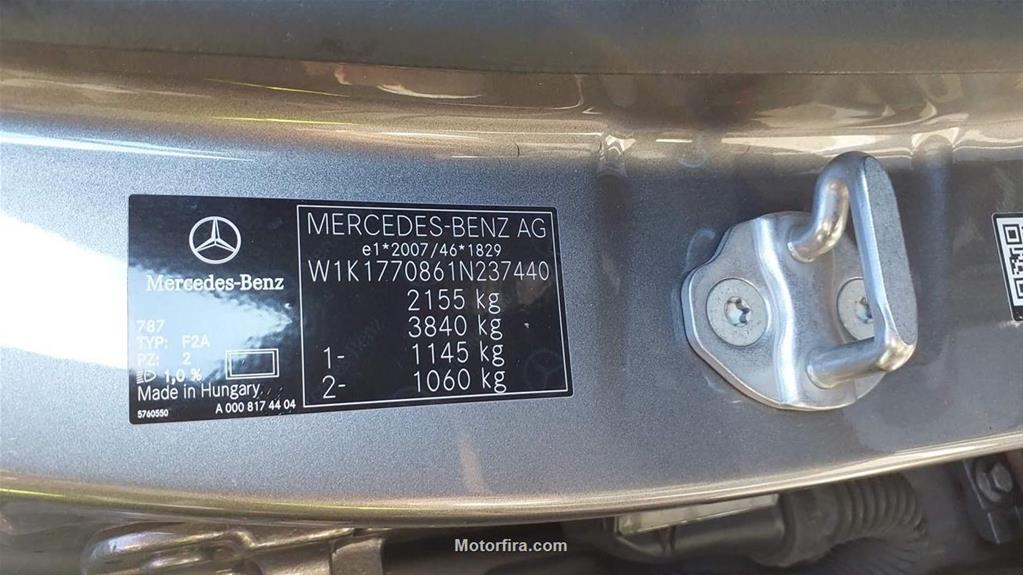 Mercedes-Benz
787
TYP: F2A
PZ: 2
1,0 %
Made in Hungary
5760550 A 000 817 44 04
MERCEDES-BENZ AG
e1*2007/46*1829
W1K1770861N237440
2155 kg
3840 kg
1- 1145 kg
2- 1060 kg
Motorfira.com